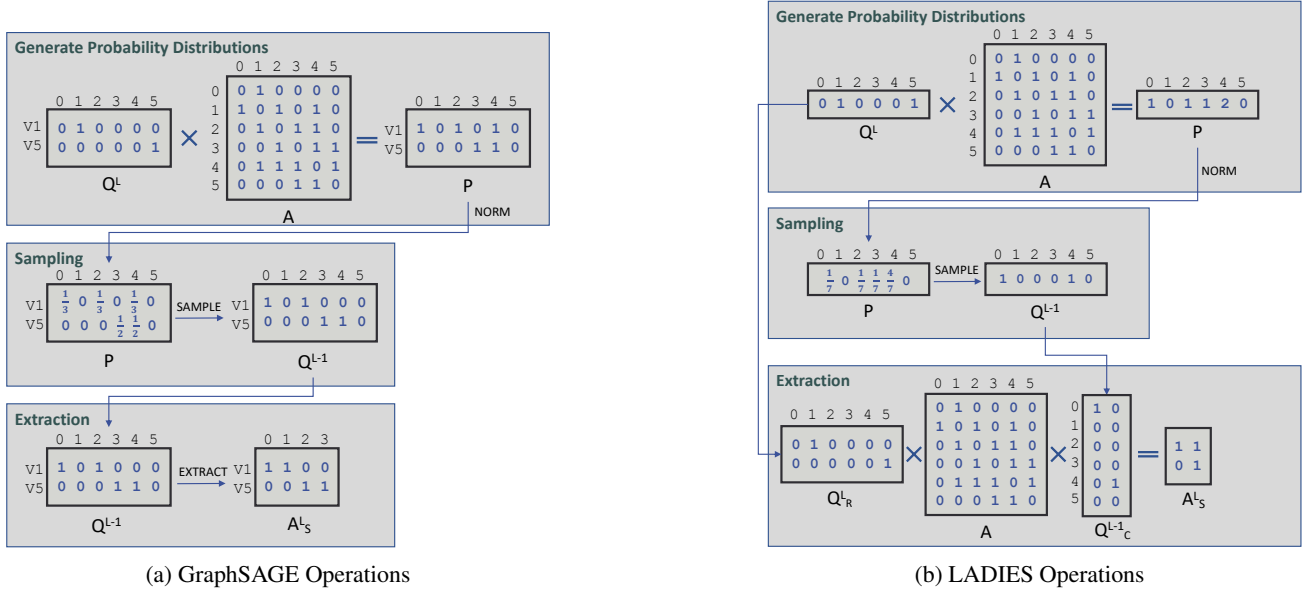 Generate Probability Distributions
0 1 2 3 4 5
0 1 2 3 4 5
0 0 1 0 0 0 0
1 1 0 1 0 1 0
0 1 2 3 4 5
V1 0 1 0 0 0 0
2 0 1 0 1 1 0
V1 1 0 1 0 1 0
V5 0 0 0 0 0 1
×
3 0 0 1 0 1 1
=
V5 0 0 0 1 1 0
4 0 1 1 1 0 1
5 0 0 0 1 1 0
Q^L
A
P
NORM
Sampling
0 1 2 3 4 5
0 1 2 3 4 5
V1 1/3 0 1/3 0 1/3 0
SAMPLE
V1 1 0 1 0 0 0
V5 0 0 0 1/2 1/2 0
V5 0 0 0 1 1 0
P
Q^{L-1}
Extraction
0 1 2 3 4 5
0 1 2 3
V1 1 0 1 0 0 0
EXTRACT
V1 1 1 0 0
V5 0 0 0 1 1 0
V5 0 0 1 1
Q^{L-1}
A^L_S
(a) GraphSAGE Operations
Generate Probability Distributions
0 1 2 3 4 5
0 0 1 0 0 0 0
1 1 0 1 0 1 0
0 1 2 3 4 5
2 0 1 0 1 1 0
0 1 2 3 4 5
0 1 0 0 0 1
×
3 0 0 1 0 1 1
=
1 0 1 1 2 0
4 0 1 1 1 0 1
5 0 0 0 1 1 0
Q^L
A
P
NORM
Sampling
0 1 2 3 4 5
0 1 2 3 4 5
1/7 0 1/7 1/7 4/7 0
SAMPLE
1 0 0 0 1 0
P
Q^{L-1}
Extraction
0 1 2 3 4 5
0 1 0 0 0 0
0 1 0
1 0 1 0 1 0
1 0 0
0 1 2 3 4 5
0 1 0 1 1 0
2 0 0
0 1 0 0 0 0
×
0 0 1 0 1 1
×
3 0 0
=
1 1
0 0 0 0 0 1
0 1 1 1 0 1
4 0 1
0 1
0 0 0 1 1 0
5 0 0
Q^L_R
A
Q^{L-1}_C
A^L_S
(b) LADIES Operations